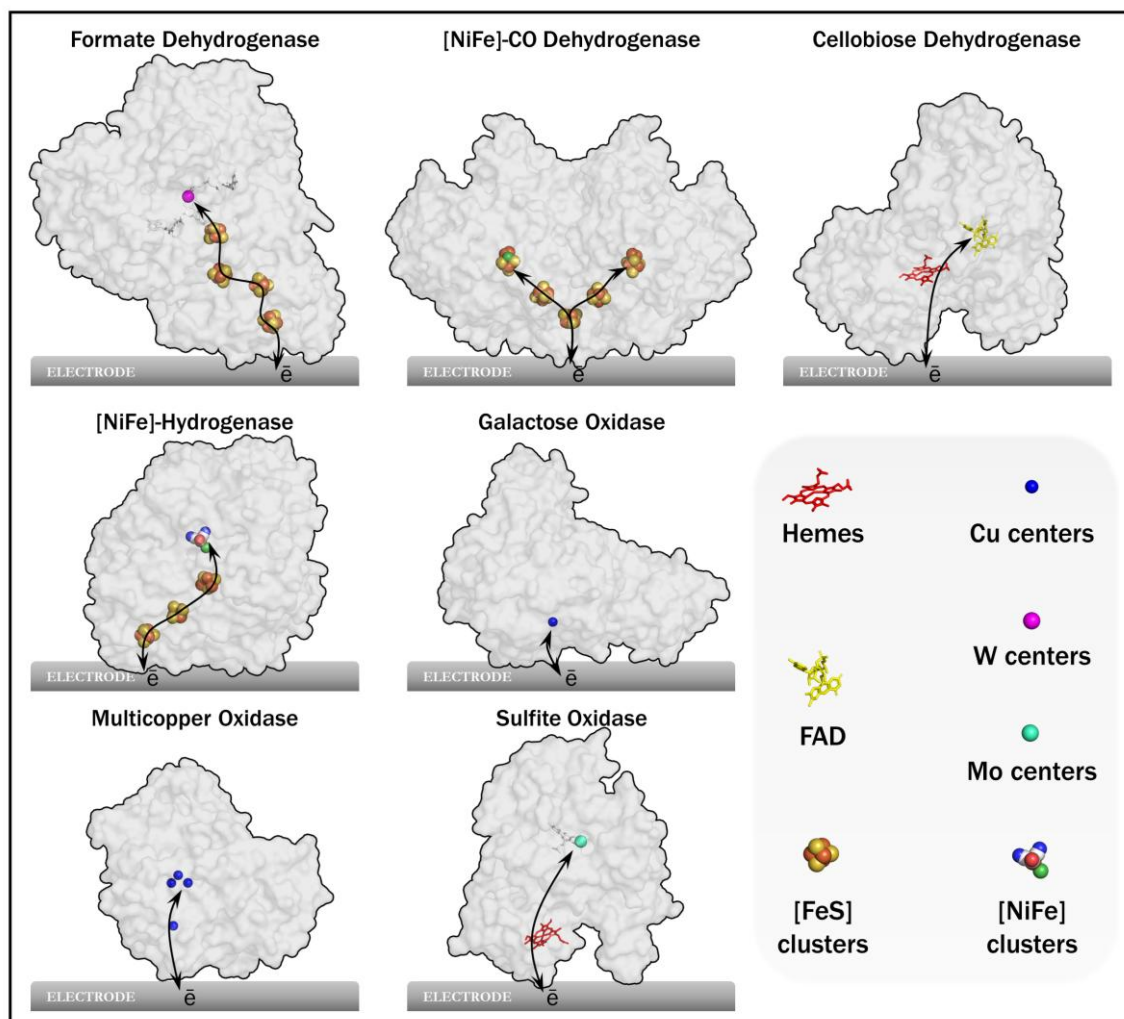 Formate Dehydrogenase
[NiFe]-CO Dehydrogenase
Cellobiose Dehydrogenase
ELECTRODE
ē
ELECTRODE
ē
ELECTRODE
ē
[NiFe]-Hydrogenase
Galactose Oxidase
ELECTRODE
ē
ELECTRODE
ē
Multicopper Oxidase
Sulfite Oxidase
ELECTRODE
ē
ELECTRODE
ē
Hemes
Cu centers
W centers
FAD
Mo centers
[FeS]
clusters
[NiFe]
clusters